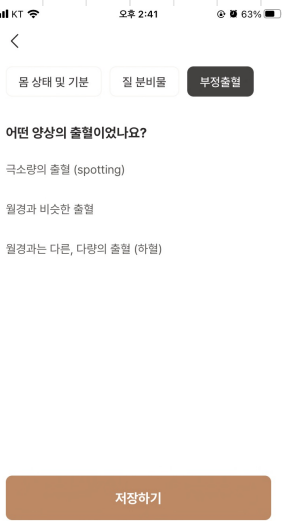 KT 오후 2:41 63%
몸 상태 및 기분 질 분비물 부정출혈
어떤 양상의 출혈이었나요?
극소량의 출혈 (spotting)
월경과 비슷한 출혈
월경과는 다른, 다량의 출혈 (하혈)
저장하기